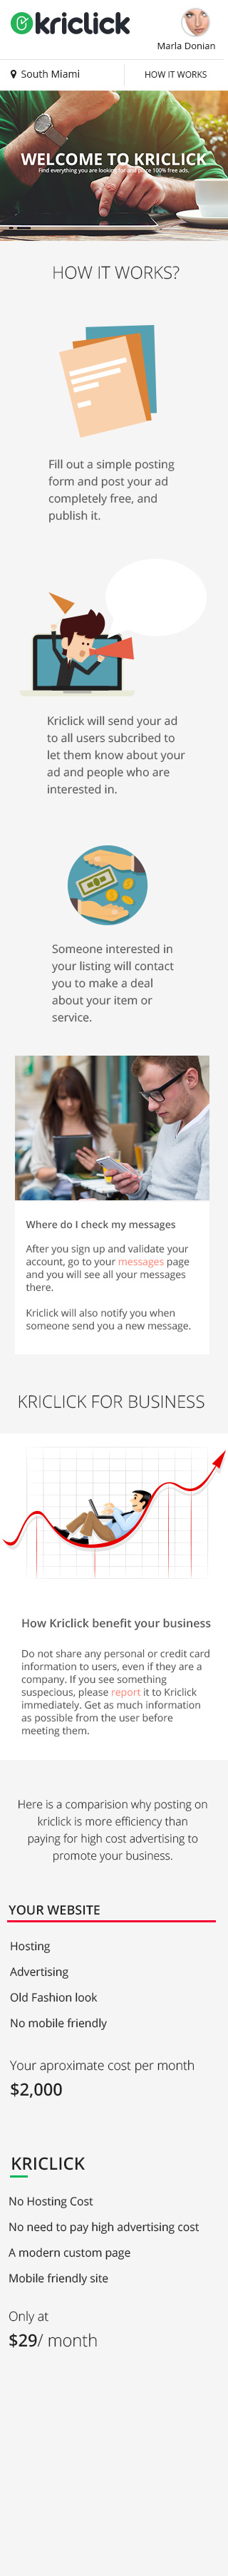 kriclick
Marla Donian
South Miami
HOW IT WORKS
WELCOME TO KRICLICK
Find everything you are looking for and place 100% free ads.
HOW IT WORKS?
Fill out a simple posting
form and post your ad
completely free, and
publish it.
Kriclick will send your ad
to all users subcribed to
let them know about your
ad and people who are
interested in.
Someone interested in
your listing will contact
you to make a deal
about your item or
service.
Where do I check my messages
After you sign up and validate your
account, go to your messages page
and you will see all your messages
there.
Kriclick will also notify you when
someone send you a new message.
KRICLICK FOR BUSINESS
How Kriclick benefit your business
Do not share any personal or credit card
information to users, even if they are a
company. If you see something
suspecious, please report it to Kriclick
immediately. Get as much information
as possible from the user before
meeting them.
Here is a comparision why posting on
kriclick is more efficiency than
paying for high cost advertising to
promote your business.
YOUR WEBSITE
Hosting
Advertising
Old Fashion look
No mobile friendly
Your aproximate cost per month
$2,000
KRICLICK
No Hosting Cost
No need to pay high advertising cost
A modern custom page
Mobile friendly site
Only at
$29/ month